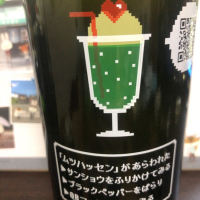 「ムツハッセン」があらわれた
▶サンショウをふりかけてみる
▶ブラックペッパーをぱらり